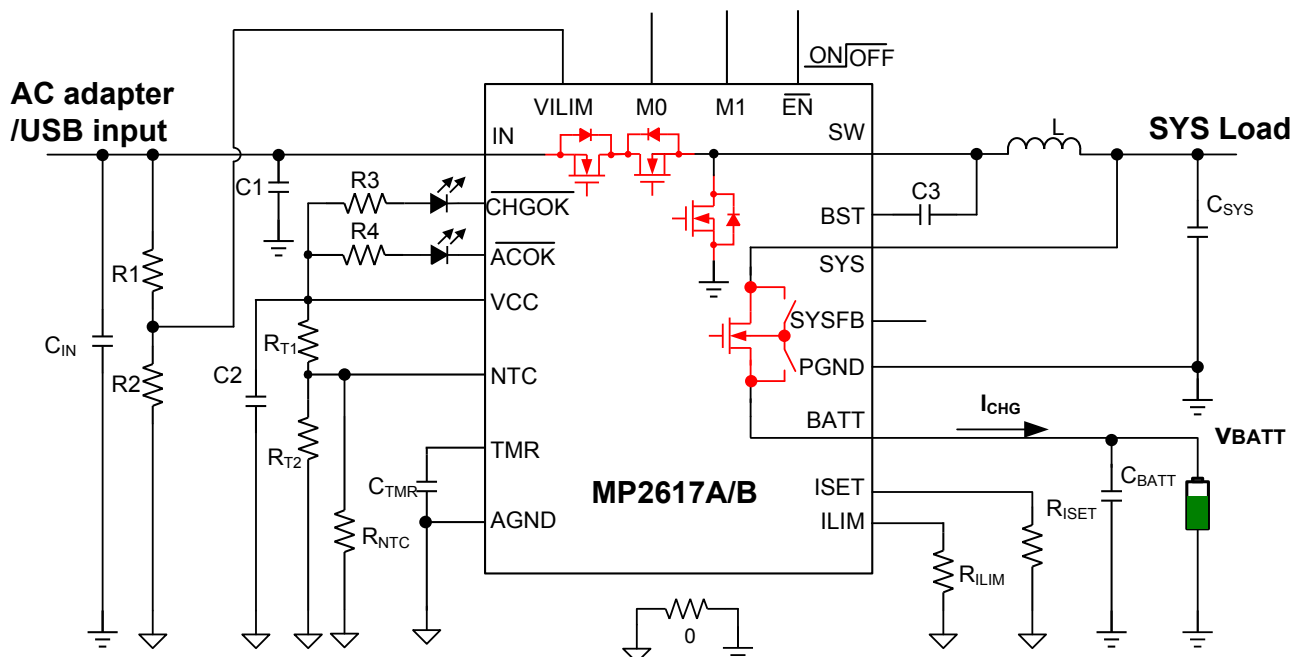 ON OFF
AC adapter
/USB input
VILIM M0 M1 EN
IN
SW
L
SYS Load
C1
R3
CHGOK
C3
BST
CSYS
R4
ACOK
SYS
R1
VCC
SYSFB
RT1
CIN
C2
R2
NTC
PGND
ICHG
BATT
VBATT
RT2
TMR
CTMR
MP2617A/B
ISET
CBATT
RISET
AGND
ILIM
RNTC
RILIM
0